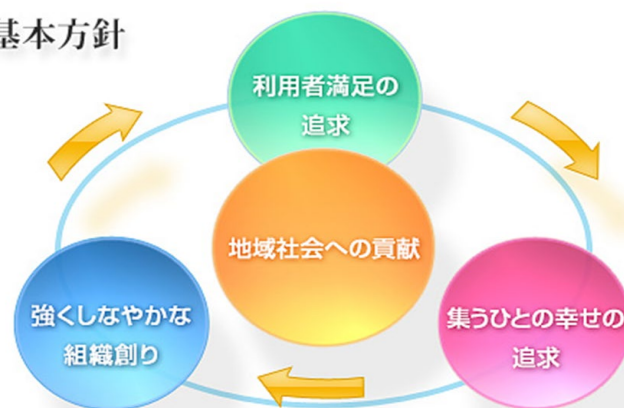 基本方針
利用者満足の
追求
地域社会への貢献
強くしなやかな
組織創り
集うひとの幸せの
追求